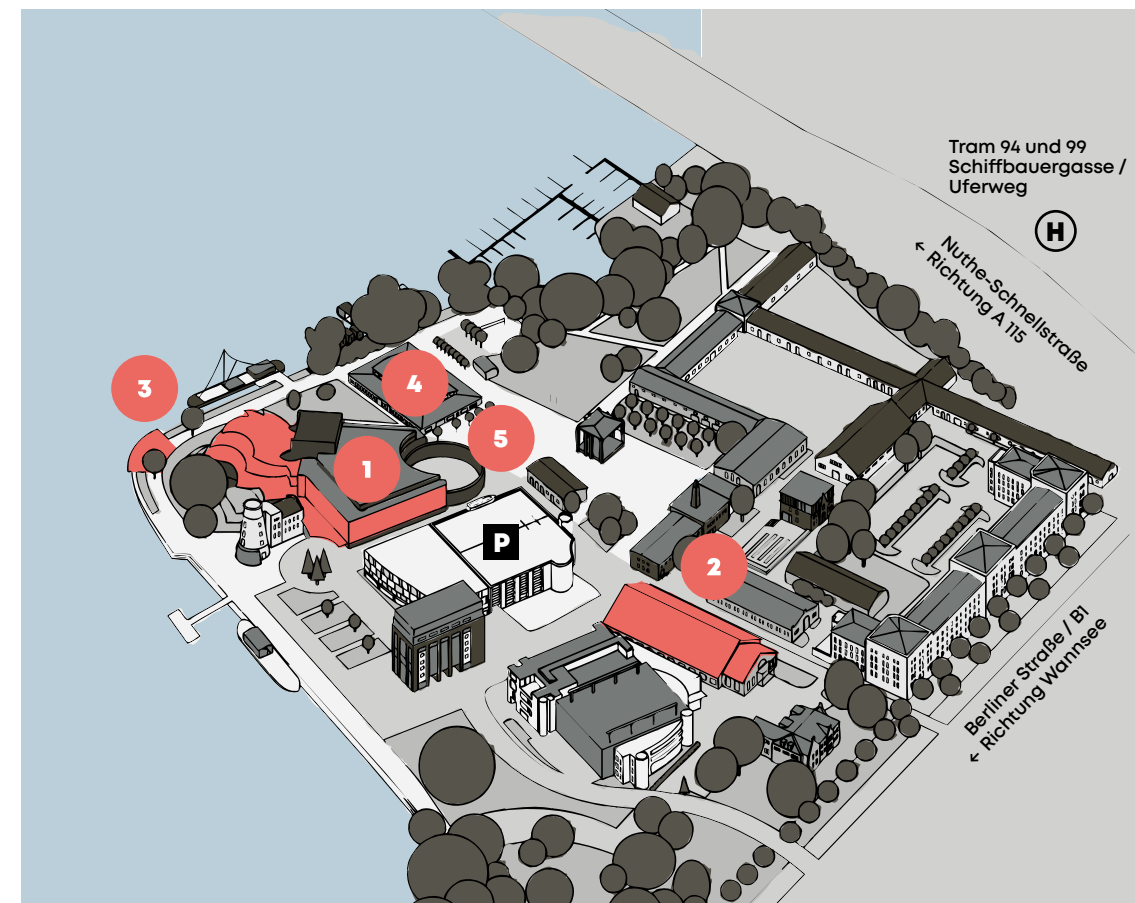 Tram 94 und 99
Schiffbauergasse /
Uferweg
H
← Nuthe-Schnellstraße
Richtung A 115
3
4
5
1
P
2
Berliner Straße / B1
← Richtung Wannsee